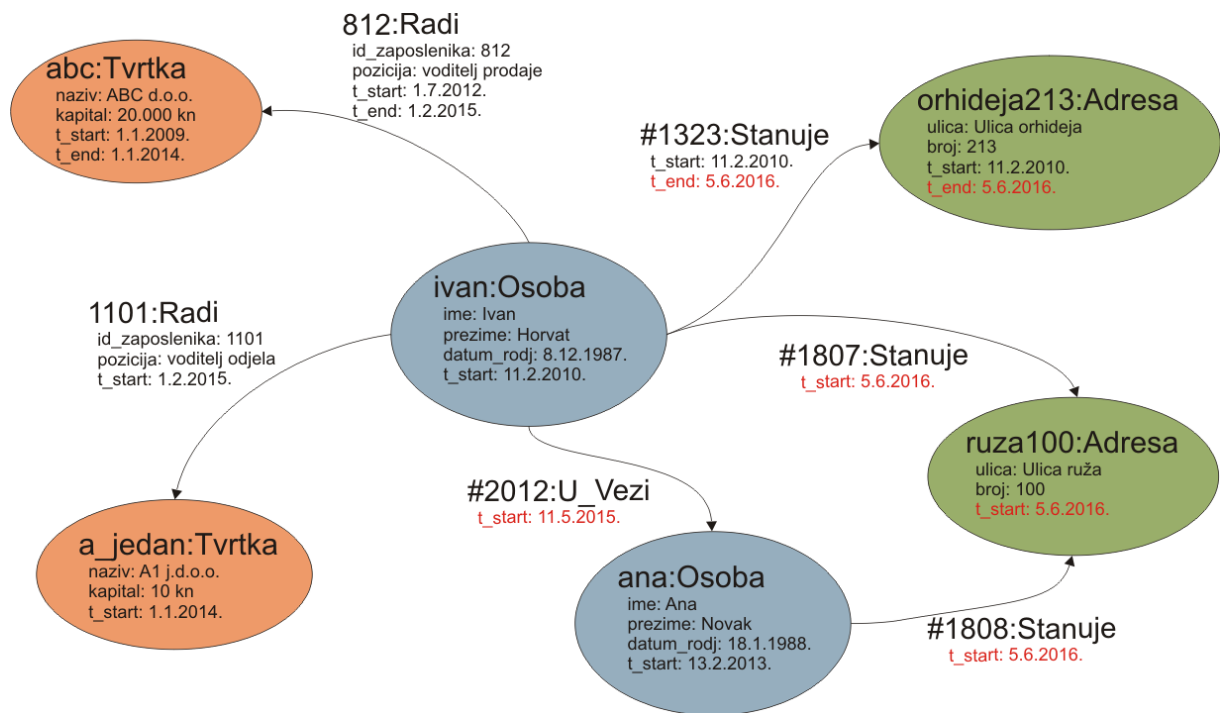 812:Radi
id_zaposlenika: 812
pozicija: voditelj prodaje
t_start: 1.7.2012.
t_end: 1.2.2015.
abc:Tvrtka
naziv: ABC d.o.o.
kapital: 20.000 kn
t_start: 1.1.2009.
t_end: 1.1.2014.
#1323:Stanuje
t_start: 11.2.2010.
t_end: 5.6.2016.
orhideja213:Adresa
ulica: Ulica orhideja
broj: 213
t_start: 11.2.2010.
t_end: 5.6.2016.
ivan:Osoba
ime: Ivan
prezime: Horvat
datum_rodj: 8.12.1987.
t_start: 11.2.2010.
1101:Radi
id_zaposlenika: 1101
pozicija: voditelj odjela
t_start: 1.2.2015.
#1807:Stanuje
t_start: 5.6.2016.
ruza100:Adresa
ulica: Ulica ruža
broj: 100
t_start: 5.6.2016.
#2012:U_Vezi
t_start: 11.5.2015.
a_jedan:Tvrtka
naziv: A1 j.d.o.o.
kapital: 10 kn
t_start: 1.1.2014.
ana:Osoba
ime: Ana
prezime: Novak
datum_rodj: 18.1.1988.
t_start: 13.2.2013.
#1808:Stanuje
t_start: 5.6.2016.